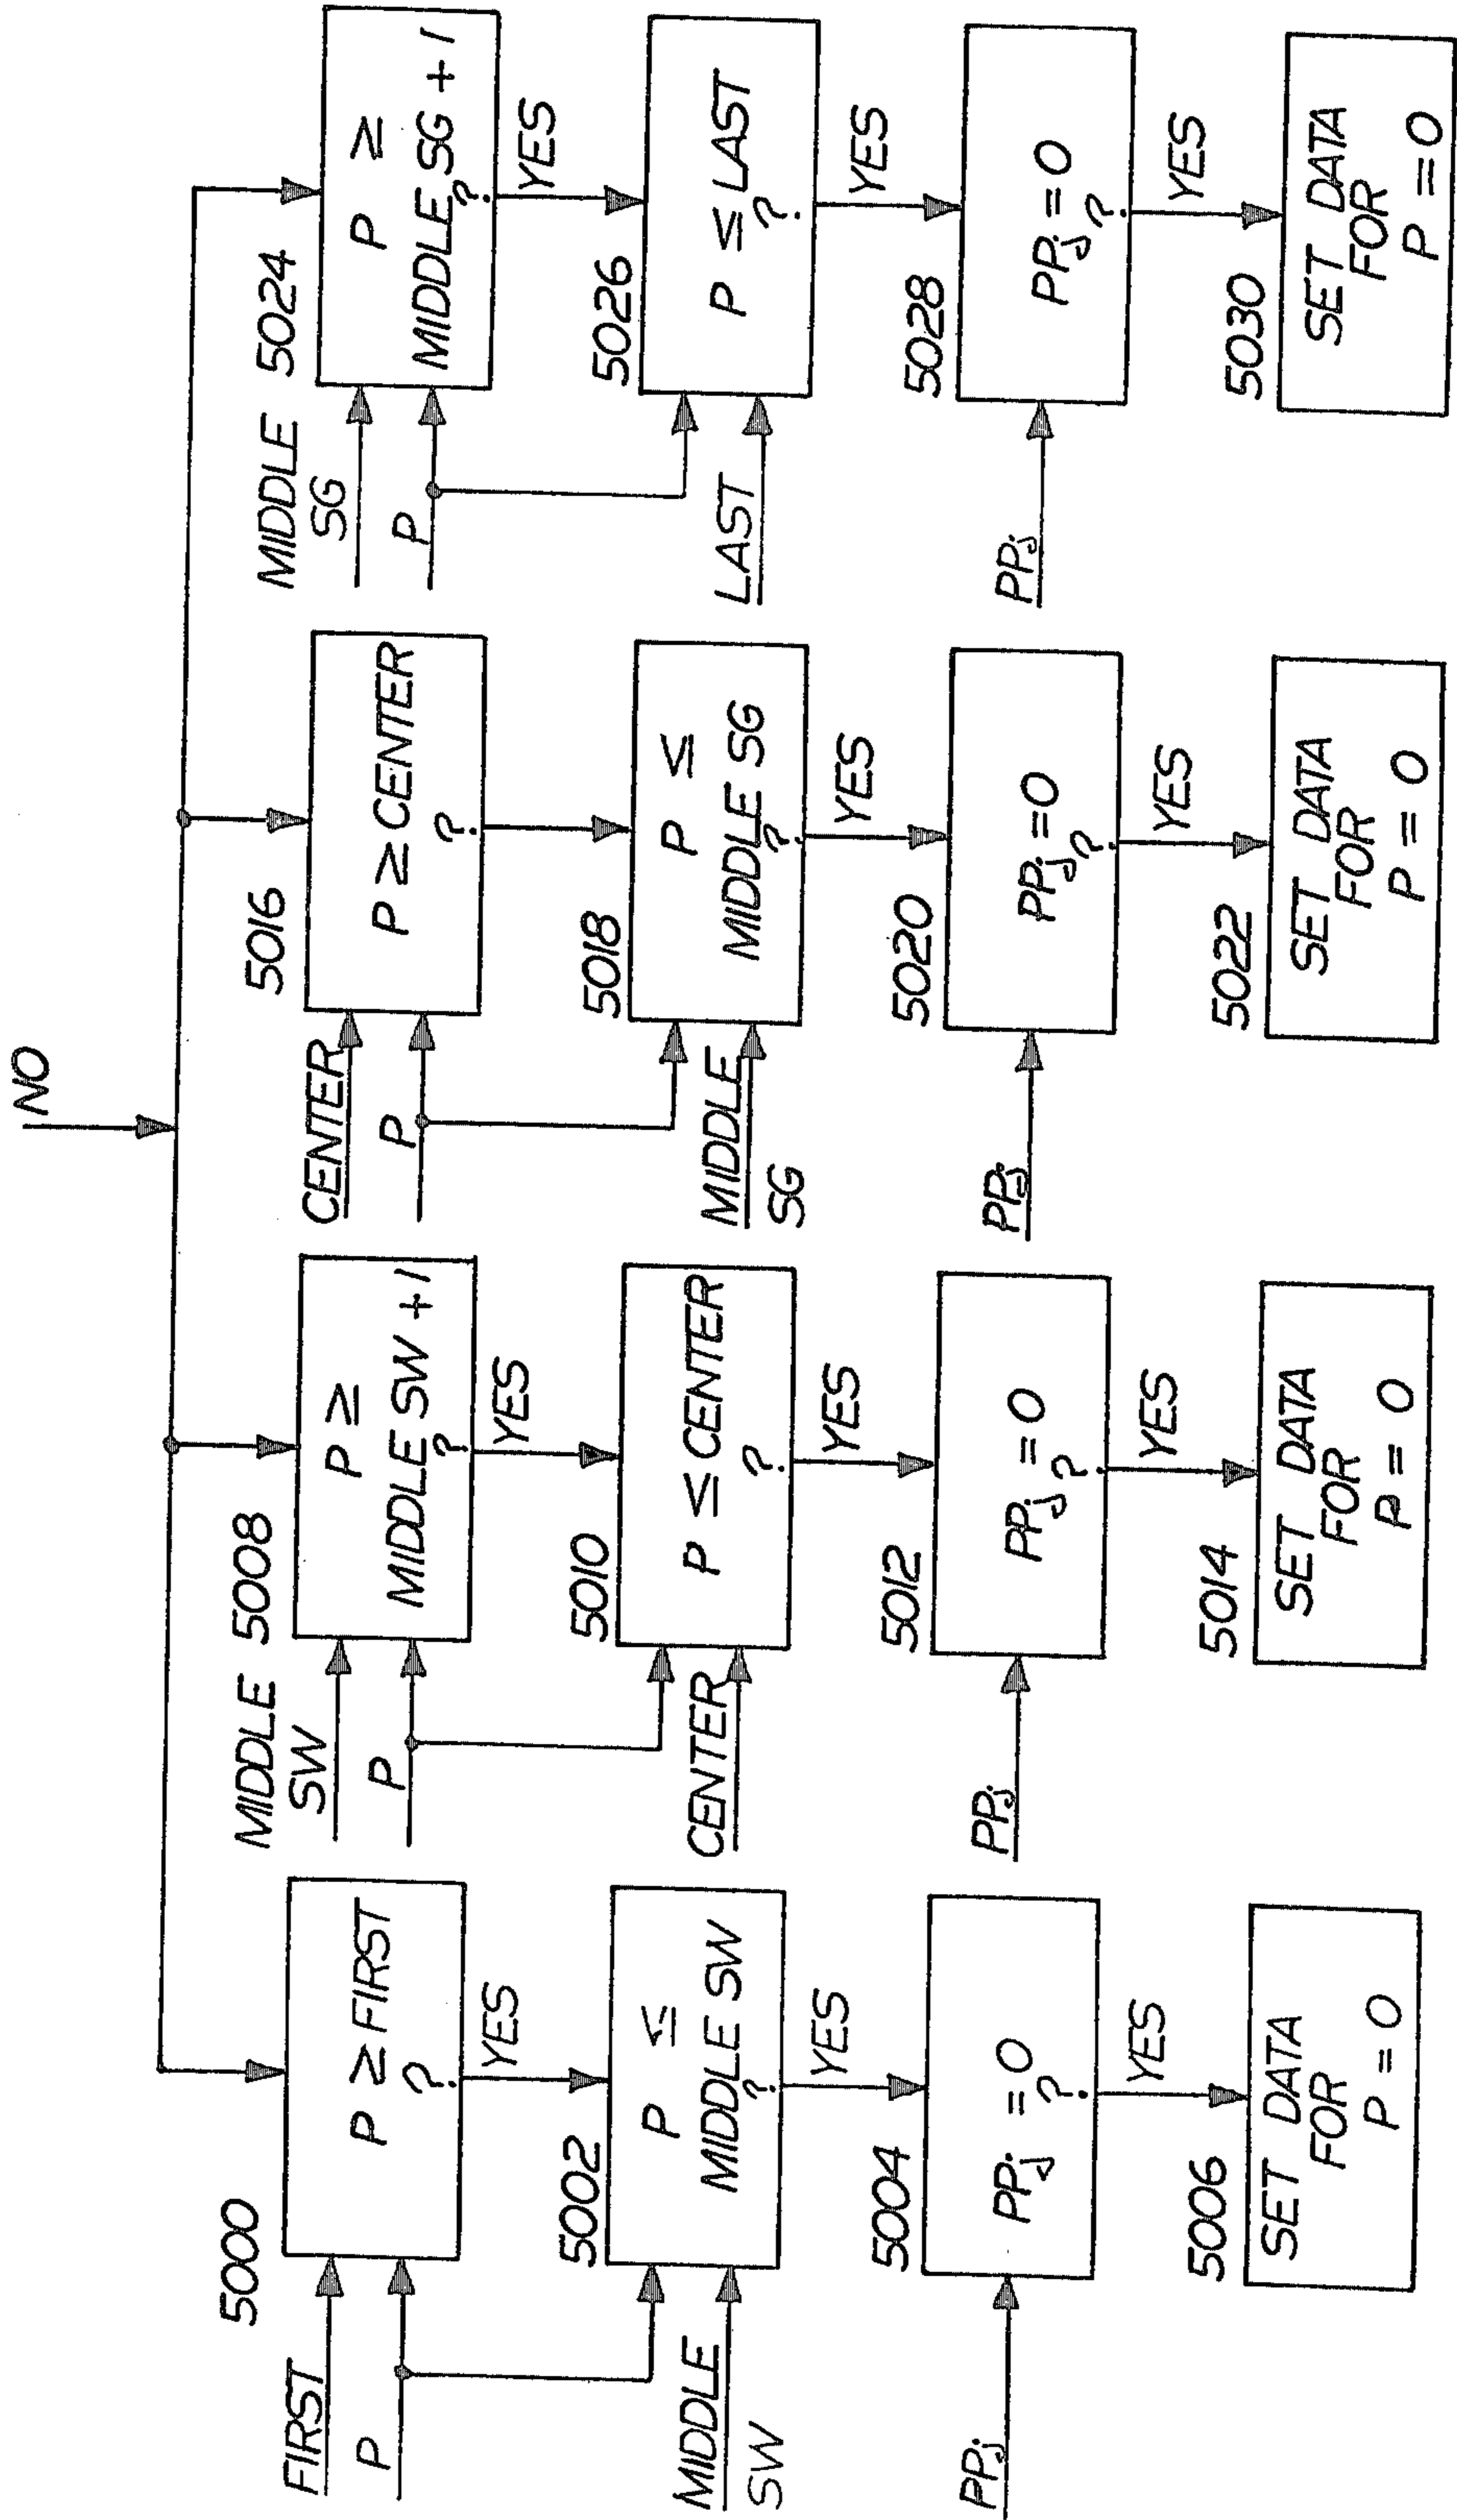 NO
FIRST
P
5000
P ≥ FIRST
?
YES
MIDDLE
SW
5002
P ≤
MIDDLE SW
?
YES
PPj
5004
PPj = 0
?
YES
5006
SET DATA
FOR
P = 0
MIDDLE
SW
P
5008
P ≥
MIDDLE SW + 1
?
YES
CENTER
5010
P ≤ CENTER
?
YES
PPj
5012
PPj = 0
?
YES
5014
SET DATA
FOR
P = 0
CENTER
P
5016
P ≥ CENTER
?
MIDDLE
SG
5018
P ≤
MIDDLE SG
?
YES
PPj
5020
PPj = 0
?
YES
5022
SET DATA
FOR
P = 0
MIDDLE
SG
P
5024
P ≥
MIDDLE SG + 1
?
YES
LAST
5026
P ≤ LAST
?
YES
PPj
5028
PPj = 0
?
YES
5030
SET DATA
FOR
P = 0